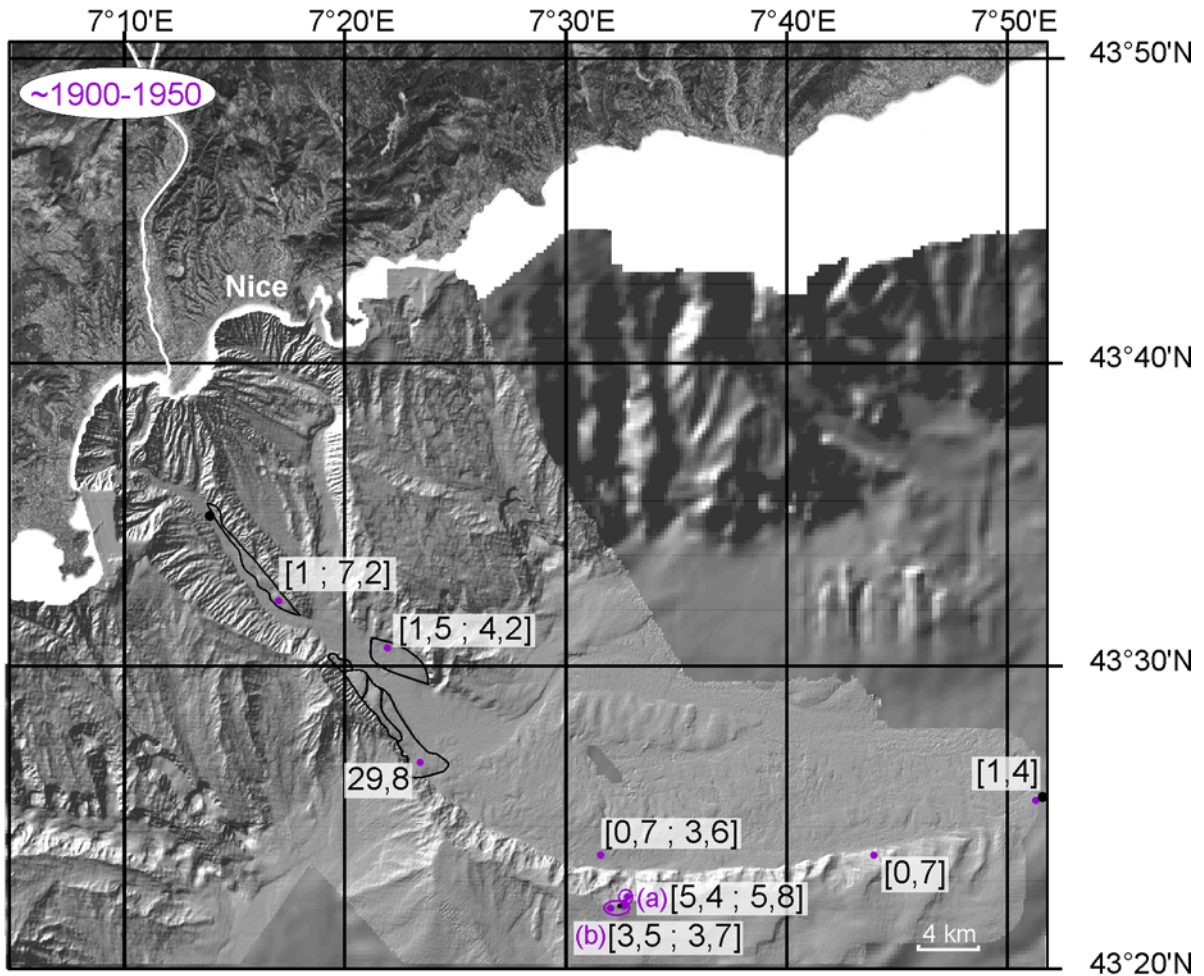 7°10'E 7°20'E 7°30'E 7°40'E 7°50'E
43°50'N
~1900-1950
Nice
43°40'N
[1 ; 7,2]
[1,5 ; 4,2]
43°30'N
29,8
[1,4]
[0,7 ; 3,6]
[0,7]
(a) [5,4 ; 5,8]
(b) [3,5 ; 3,7]
4 km
43°20'N